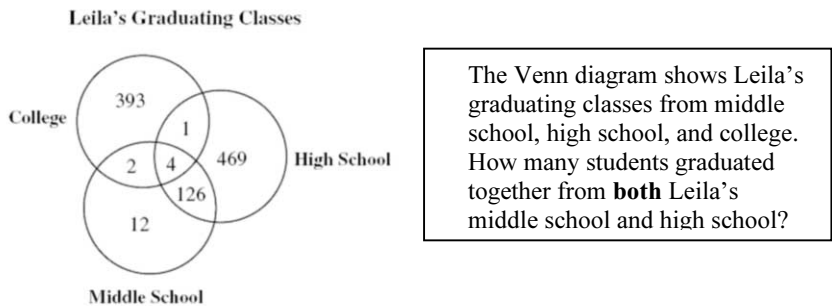 Leila's Graduating Classes
393
College
1
2
4
469
High School
126
12
Middle School
The Venn diagram shows Leila's
graduating classes from middle
school, high school, and college.
How many students graduated
together from both Leila's
middle school and high school?